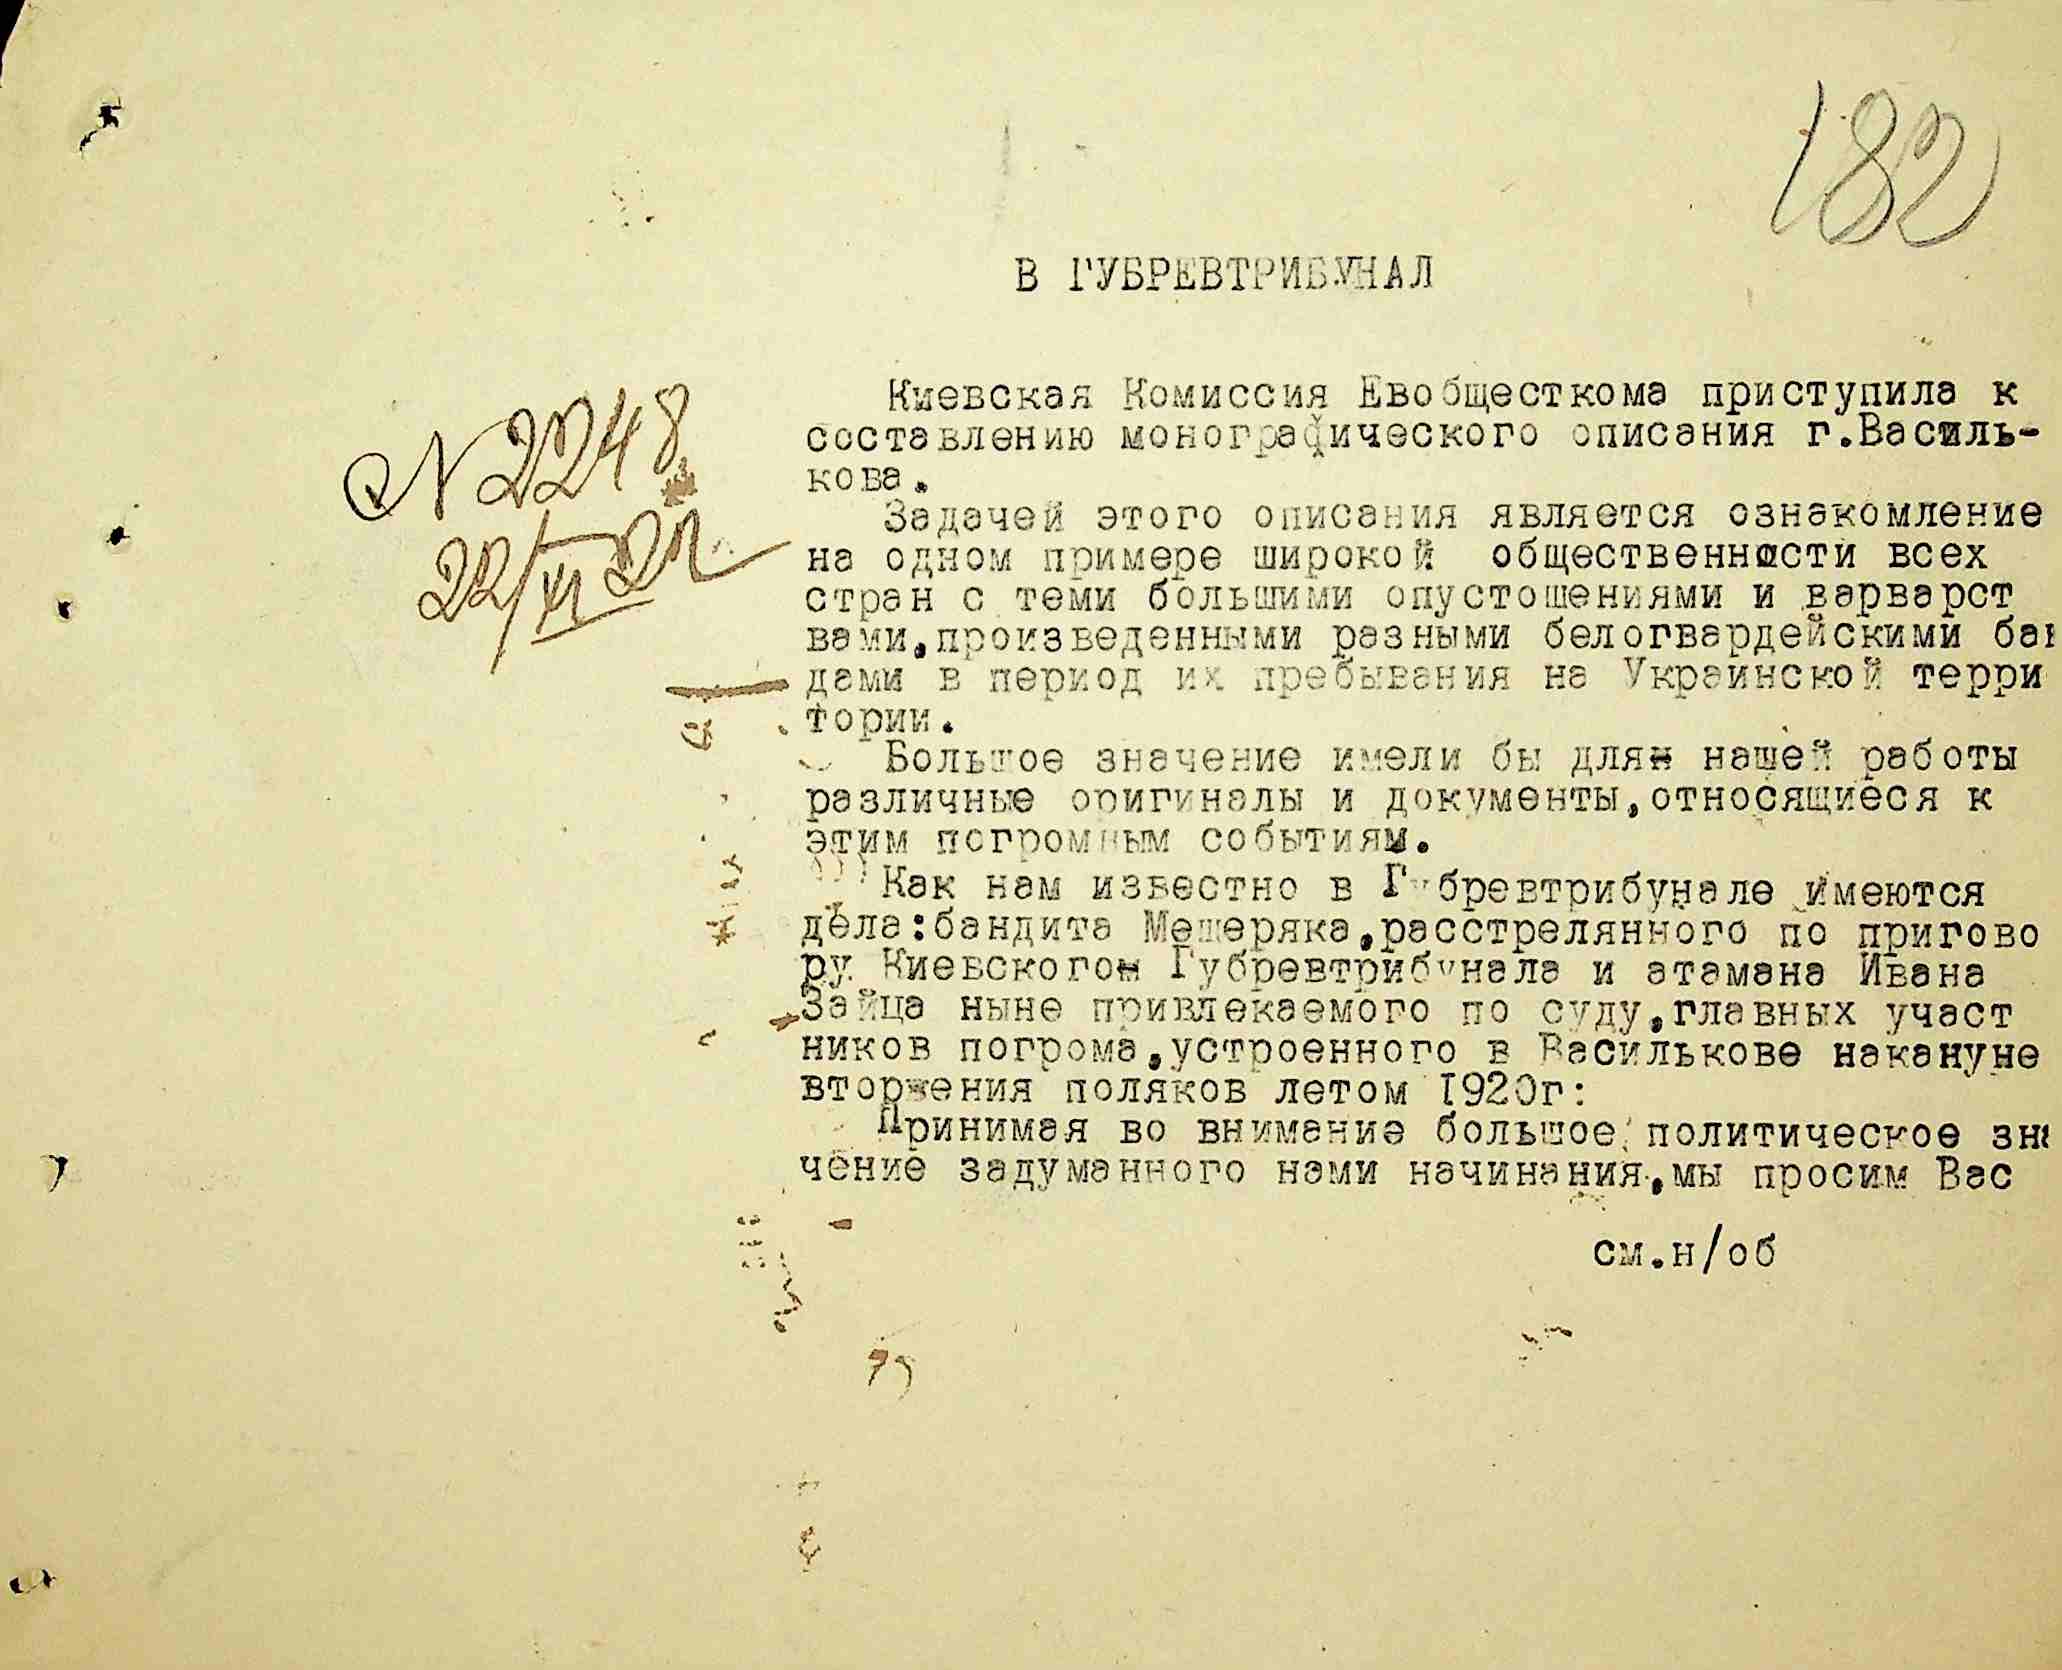 182
В ГУБРЕВТРИБУНАЛ
Киевская Комиссия Евобщесткома приступила к
составлению монографического описания г.Василь-
кова.
N 2248
22/XI 22
Задачей этого описания является ознакомление
на одном примере широкой общественности всех
стран с теми большими опустошениями и варварст
вами,произведенными разными белогвардейскими бан
дами в период их пребывания на Украинской терри
тории.
Большое значение имели бы для нашей работы
различные оригиналы и документы,относящиеся к
этим погромным событиям.
Как нам известно в Губревтрибунале имеются
дела:бандита Мещеряка,расстрелянного по пригово
ру Киевского Губревтрибунала и атамана Ивана
Зайца ныне привлекаемого по суду,главных участ
ников погрома,устроенного в Василькове накануне
вторжения поляков летом 1920г:
Принимая во внимание большое политическое зна
чение задуманного нами начинания,мы просим Вас
см.н/об